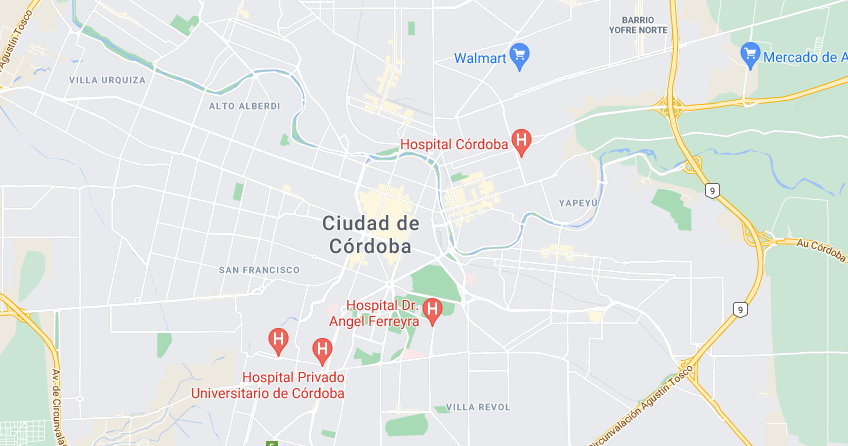 Agustín-Tosco
BARRIO
YOFRE NORTE
Walmart
Mercado de A
VILLA URQUIZA
ALTO ALBERDI
Hospital Córdoba
9
YAPEYÚ
Ciudad de
Córdoba
Au Córdoba
SAN FRANCISCO
Hospital Dr.
Angel Ferreyra
9
Hospital Privado
Universitario de Córdoba
Av. de Circunvalac
Circunvalación Agustín Tosco
VILLA REVOL
5